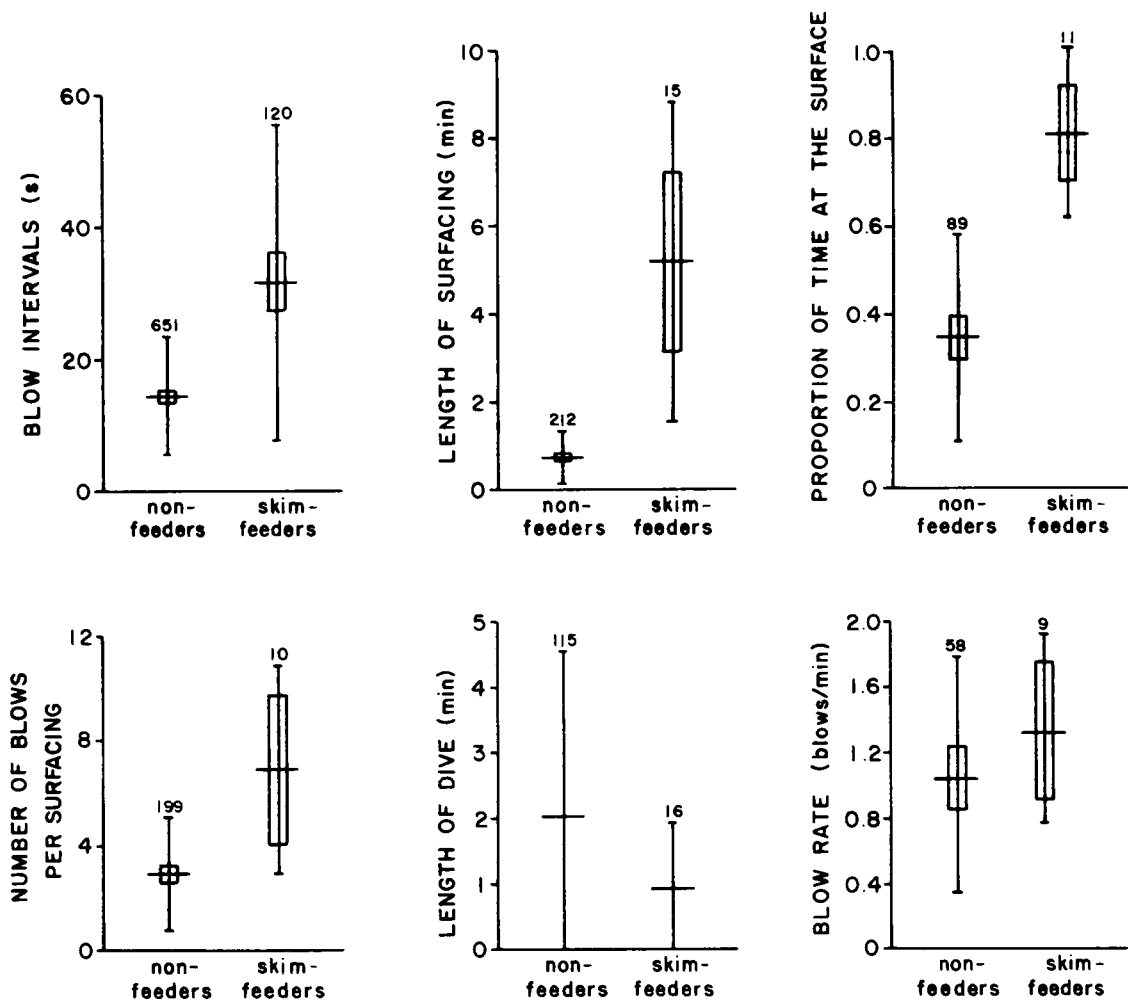 BLOW INTERVALS (s)
60
40
20
0
651
120
non-
feeders
skim-
feeders
LENGTH OF SURFACING (min)
10
8
6
4
2
0
212
15
non-
feeders
skim-
feeders
PROPORTION OF TIME AT THE SURFACE
1.0
0.8
0.6
0.4
0.2
0
89
11
non-
feeders
skim-
feeders
NUMBER OF BLOWS
PER SURFACING
12
8
4
0
199
10
non-
feeders
skim-
feeders
LENGTH OF DIVE (min)
5
4
3
2
1
0
115
16
non-
feeders
skim-
feeders
BLOW RATE (blows/min)
2.0
1.6
1.2
0.8
0.4
0
58
9
non-
feeders
skim-
feeders